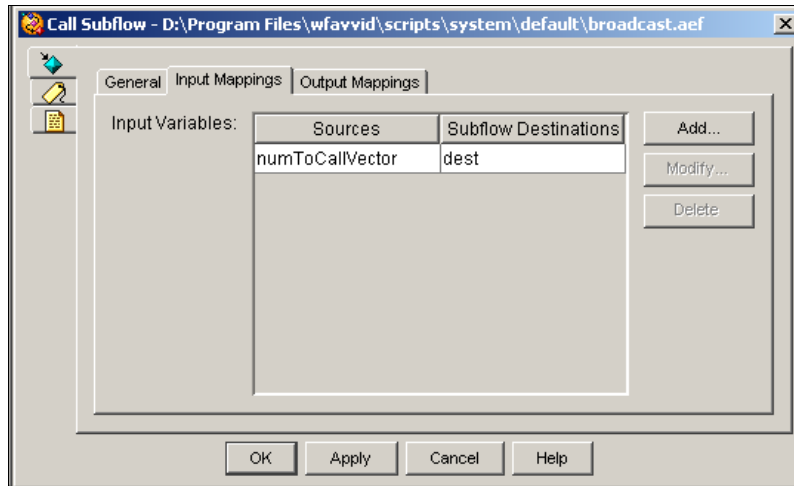 Call Subflow - D:\Program Files\wfavvid\scripts\system\default\broadcast.aef
General Input Mappings Output Mappings
Input Variables: Sources Subflow Destinations Add...
numToCallVector dest
Modify...
Delete
OK Apply Cancel Help